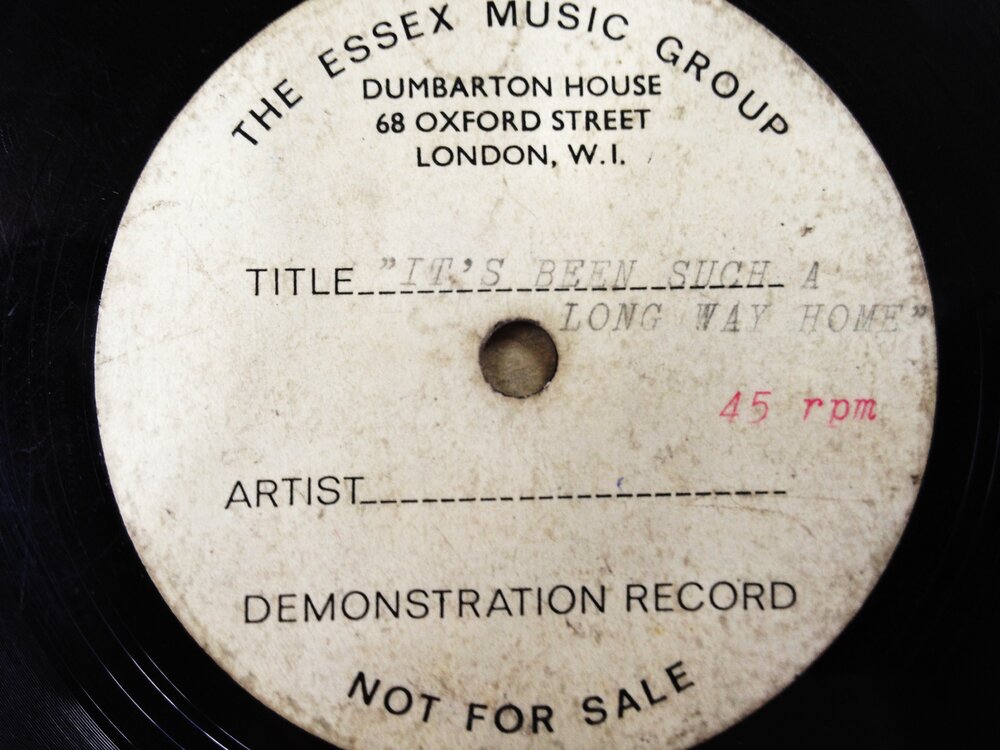 THE ESSEX MUSIC GROUP
DUMBARTON HOUSE
68 OXFORD STREET
LONDON, W.I.
TITLE "IT'S BEEN SUCH A
LONG WAY HOME"
45 rpm
ARTIST
DEMONSTRATION RECORD
NOT FOR SALE